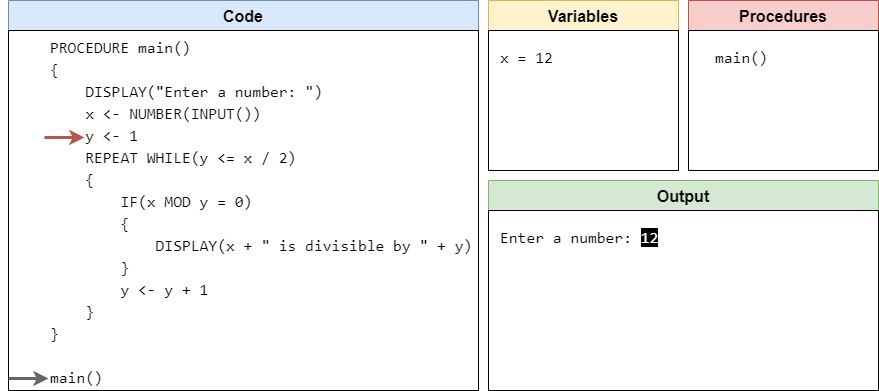 Code
PROCEDURE main()
{
DISPLAY("Enter a number: ")
x <- NUMBER(INPUT())
y <- 1
REPEAT WHILE(y <= x / 2)
{
IF(x MOD y = 0)
{
DISPLAY(x + " is divisible by " + y)
}
y <- y + 1
}
}
main()
Variables
x = 12
Procedures
main()
Output
Enter a number: 12